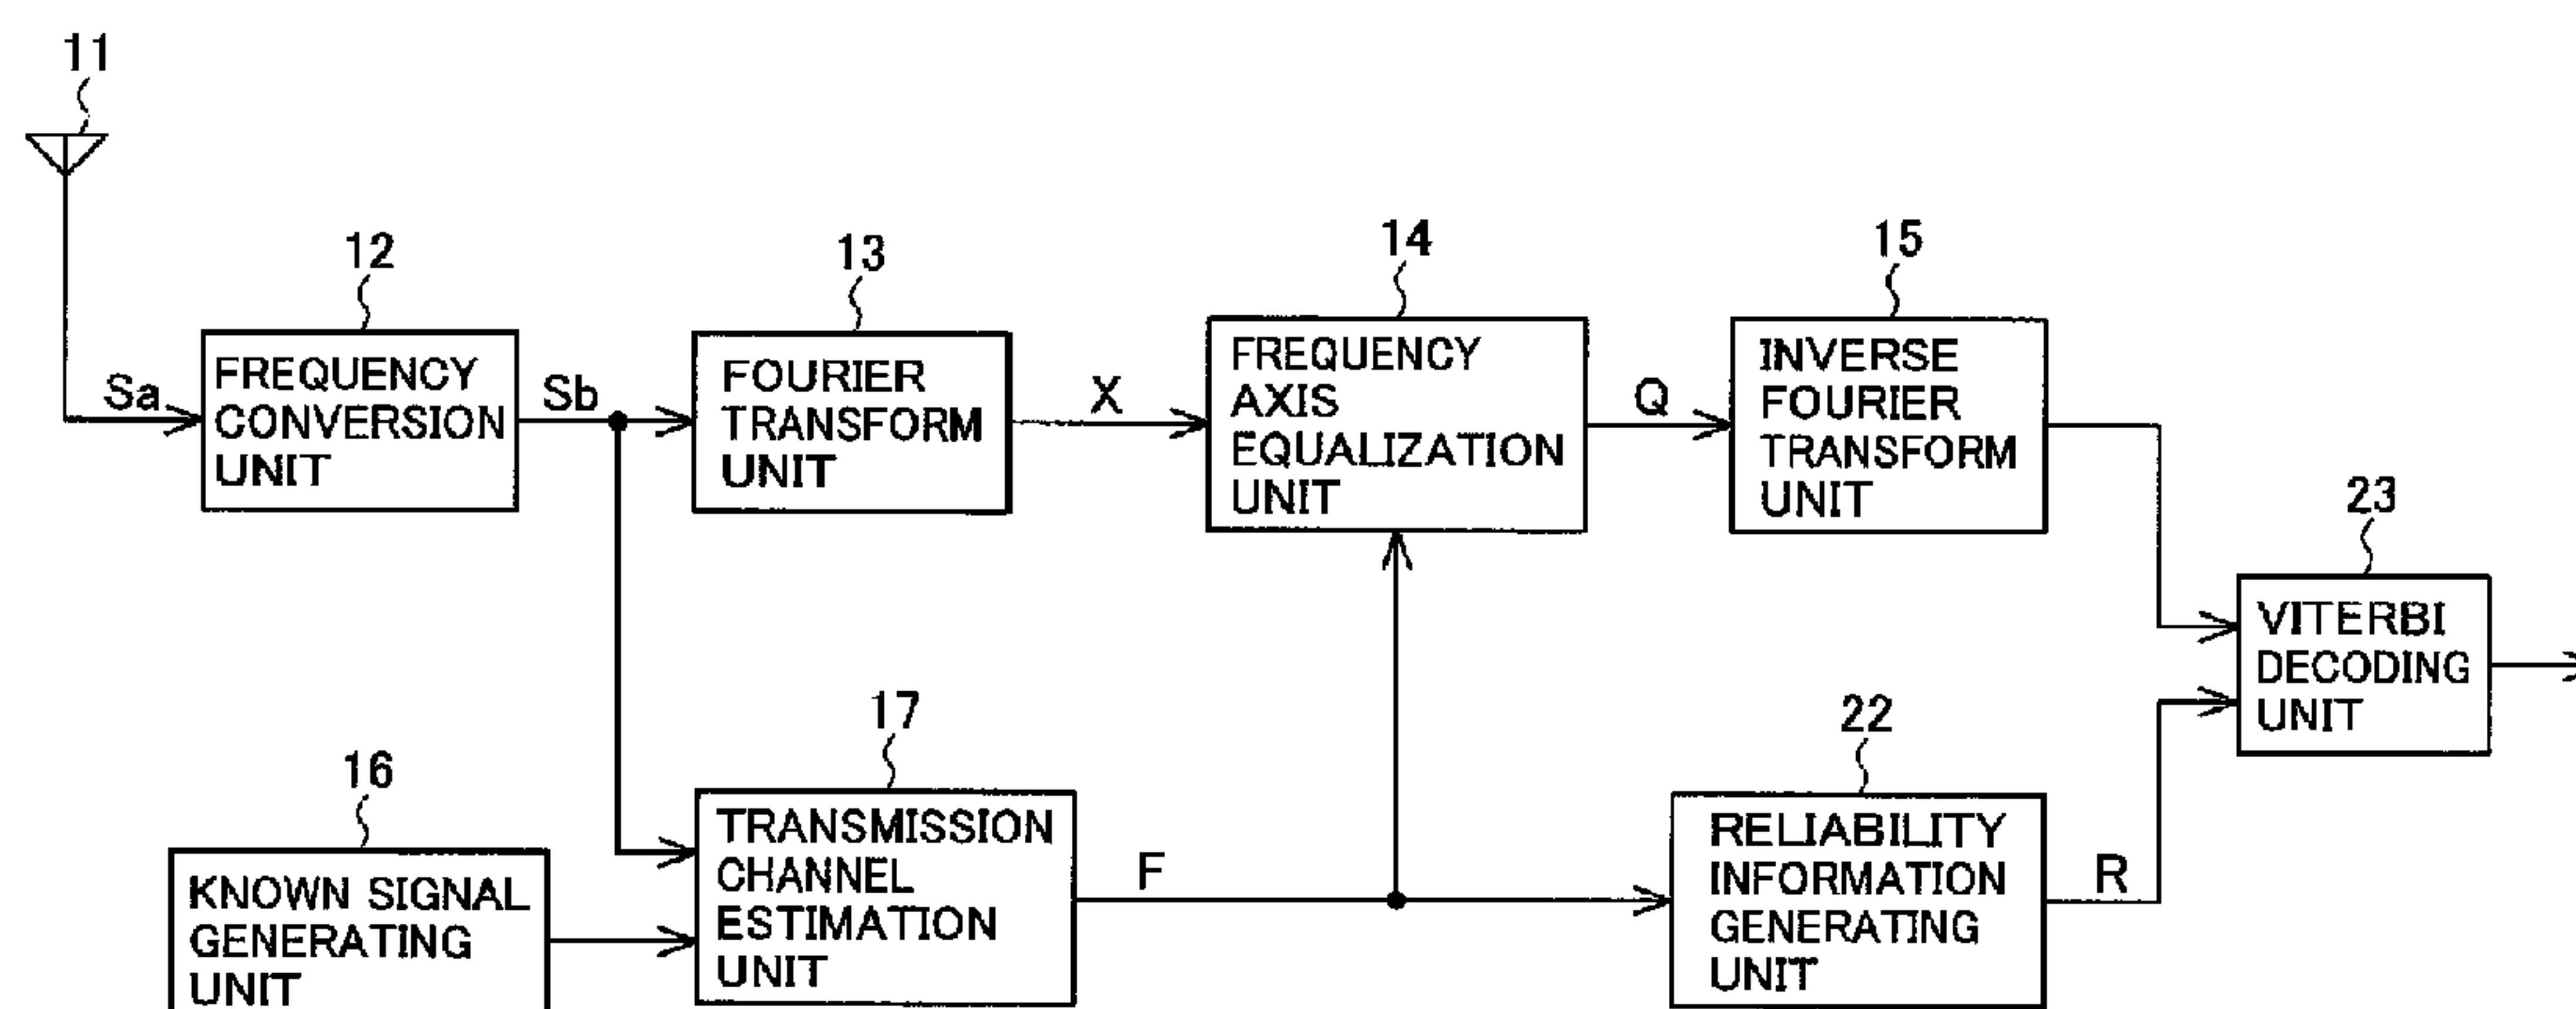 11
12
13
14
15
Sa
FREQUENCY
CONVERSION
UNIT
Sb
FOURIER
TRANSFORM
UNIT
X
FREQUENCY
AXIS
EQUALIZATION
UNIT
Q
INVERSE
FOURIER
TRANSFORM
UNIT
23
VITERBI
DECODING
UNIT
16
KNOWN SIGNAL
GENERATING
UNIT
17
TRANSMISSION
CHANNEL
ESTIMATION
UNIT
F
22
RELIABILITY
INFORMATION
GENERATING
UNIT
R